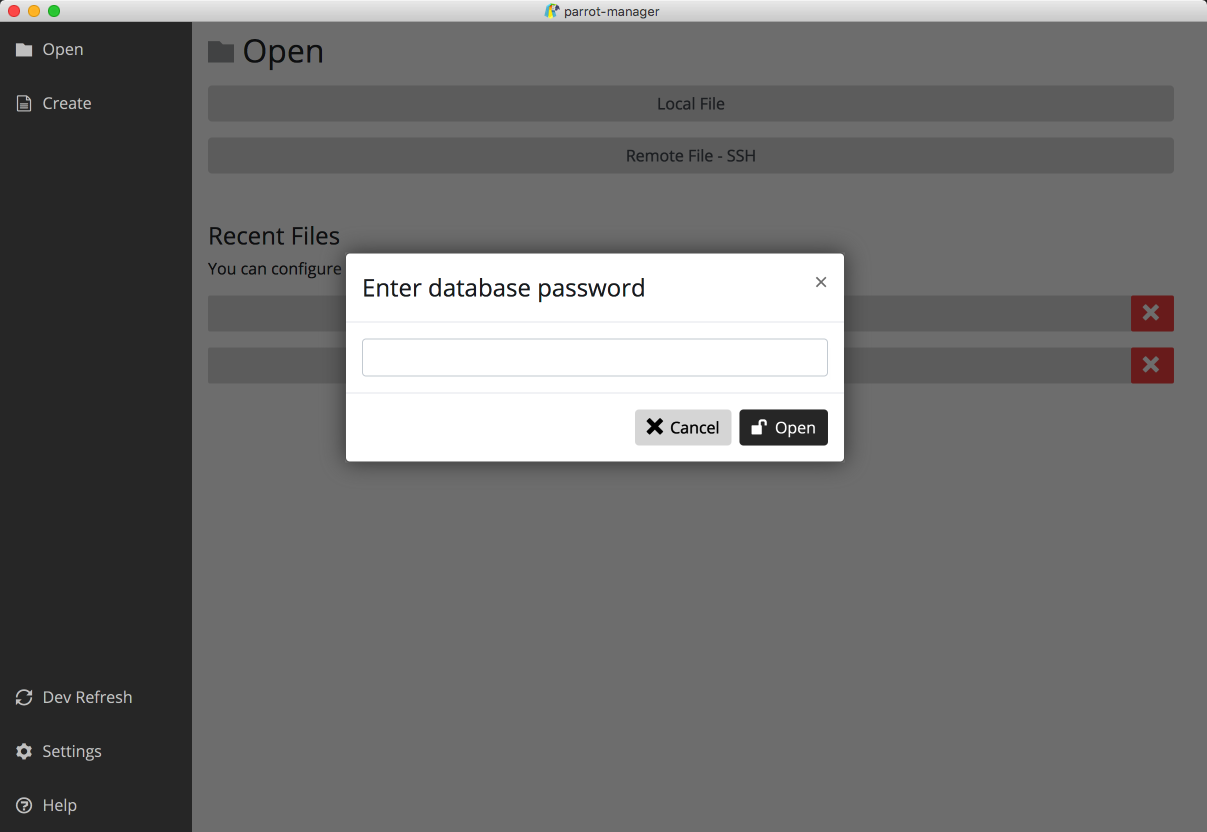 parrot-manager
Open
Create
Dev Refresh
Settings
Help
Open
Local File
Remote File - SSH
Recent Files
You can configure
Enter database password
×
Cancel
Open